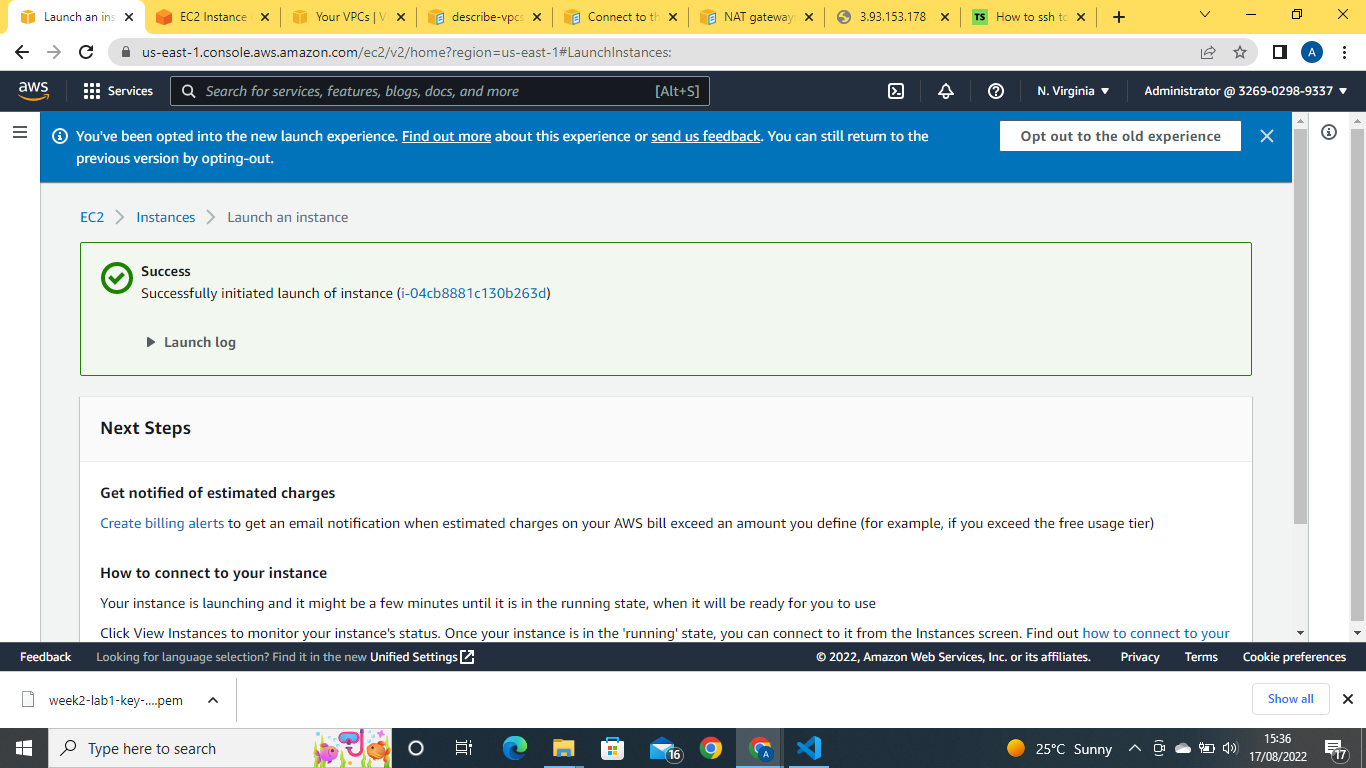 Launch an ins
EC2 Instance
Your VPCs | V
describe-vpcs
Connect to th
NAT gateway
3.93.153.178
TS
How to ssh to
us-east-1.console.aws.amazon.com/ec2/v2/home?region=us-east-1#LaunchInstances:
A
aws
Services
Search for services, features, blogs, docs, and more
[Alt+S]
N. Virginia
Administrator @ 3269-0298-9337
You've been opted into the new launch experience. Find out more about this experience or send us feedback. You can still return to the
previous version by opting-out.
Opt out to the old experience
EC2
Instances
Launch an instance
Success
Successfully initiated launch of instance (i-04cb8881c130b263d)
Launch log
Next Steps
Get notified of estimated charges
Create billing alerts to get an email notification when estimated charges on your AWS bill exceed an amount you define (for example, if you exceed the free usage tier)
How to connect to your instance
Your instance is launching and it might be a few minutes until it is in the running state, when it will be ready for you to use
Click View Instances to monitor your instance's status. Once your instance is in the 'running' state, you can connect to it from the Instances screen. Find out how to connect to your
Feedback
Looking for language selection? Find it in the new Unified Settings
© 2022, Amazon Web Services, Inc. or its affiliates.
Privacy
Terms
Cookie preferences
week2-lab1-key-....pem
Show all
Type here to search
16
A
25°C Sunny
15:36
17/08/2022
17